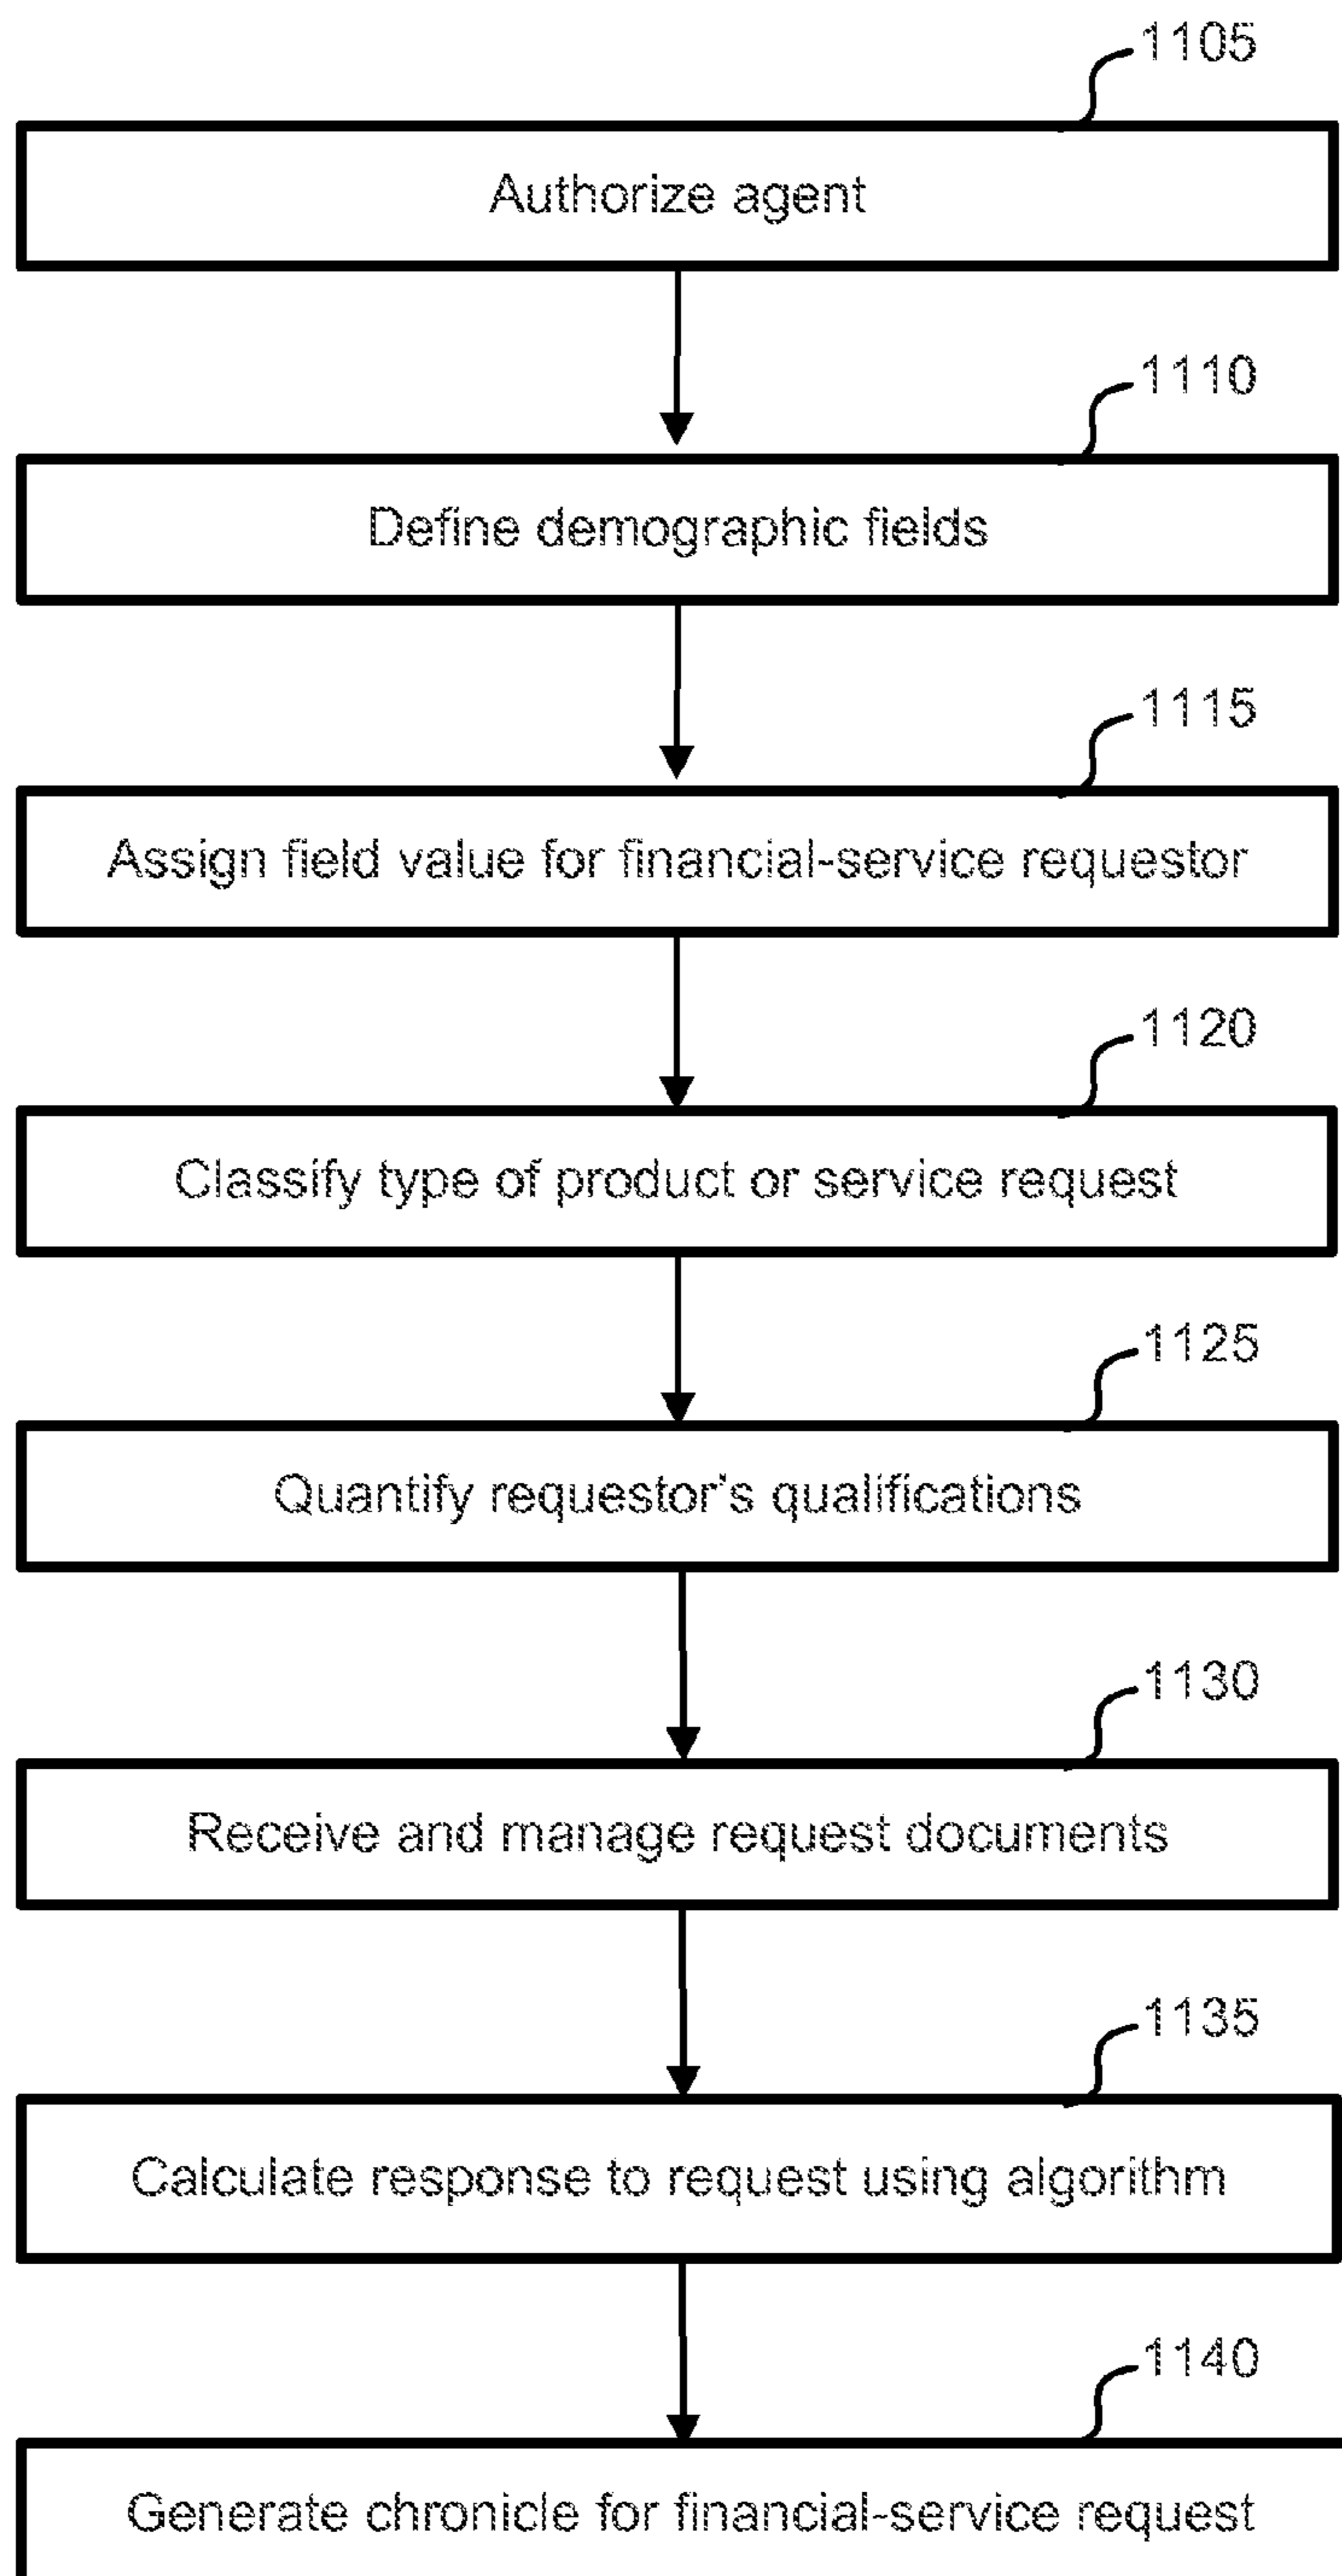 1105
Authorize agent
1110
Define demographic fields
1115
Assign field value for financial-service requestor
1120
Classify type of product or service request
1125
Quantify requestor's qualifications
1130
Receive and manage request documents
1135
Calculate response to request using algorithm
1140
Generate chronicle for financial-service request